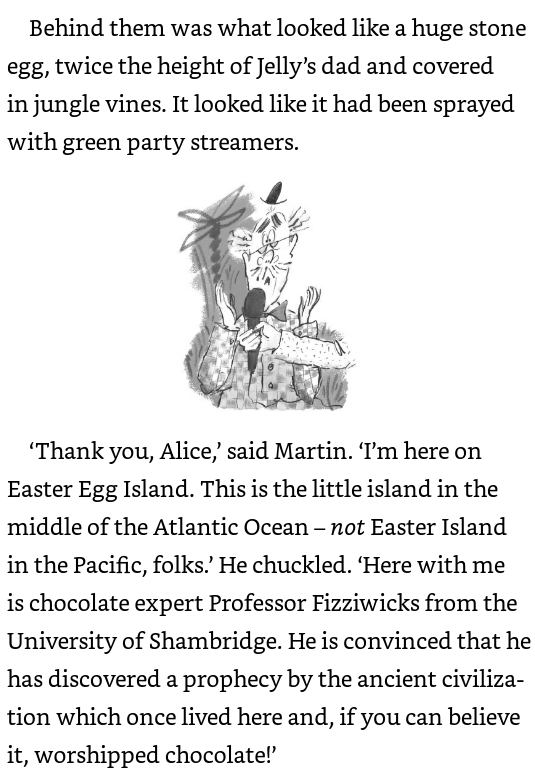 Behind them was what looked like a huge stone
egg, twice the height of Jelly’s dad and covered
in jungle vines. It looked like it had been sprayed
with green party streamers.
‘Thank you, Alice,’ said Martin. ‘I’m here on
Easter Egg Island. This is the little island in the
middle of the Atlantic Ocean – not Easter Island
in the Pacific, folks.’ He chuckled. ‘Here with me
is chocolate expert Professor Fizziwicks from the
University of Shambridge. He is convinced that he
has discovered a prophecy by the ancient civiliza-
tion which once lived here and, if you can believe
it, worshipped chocolate!’